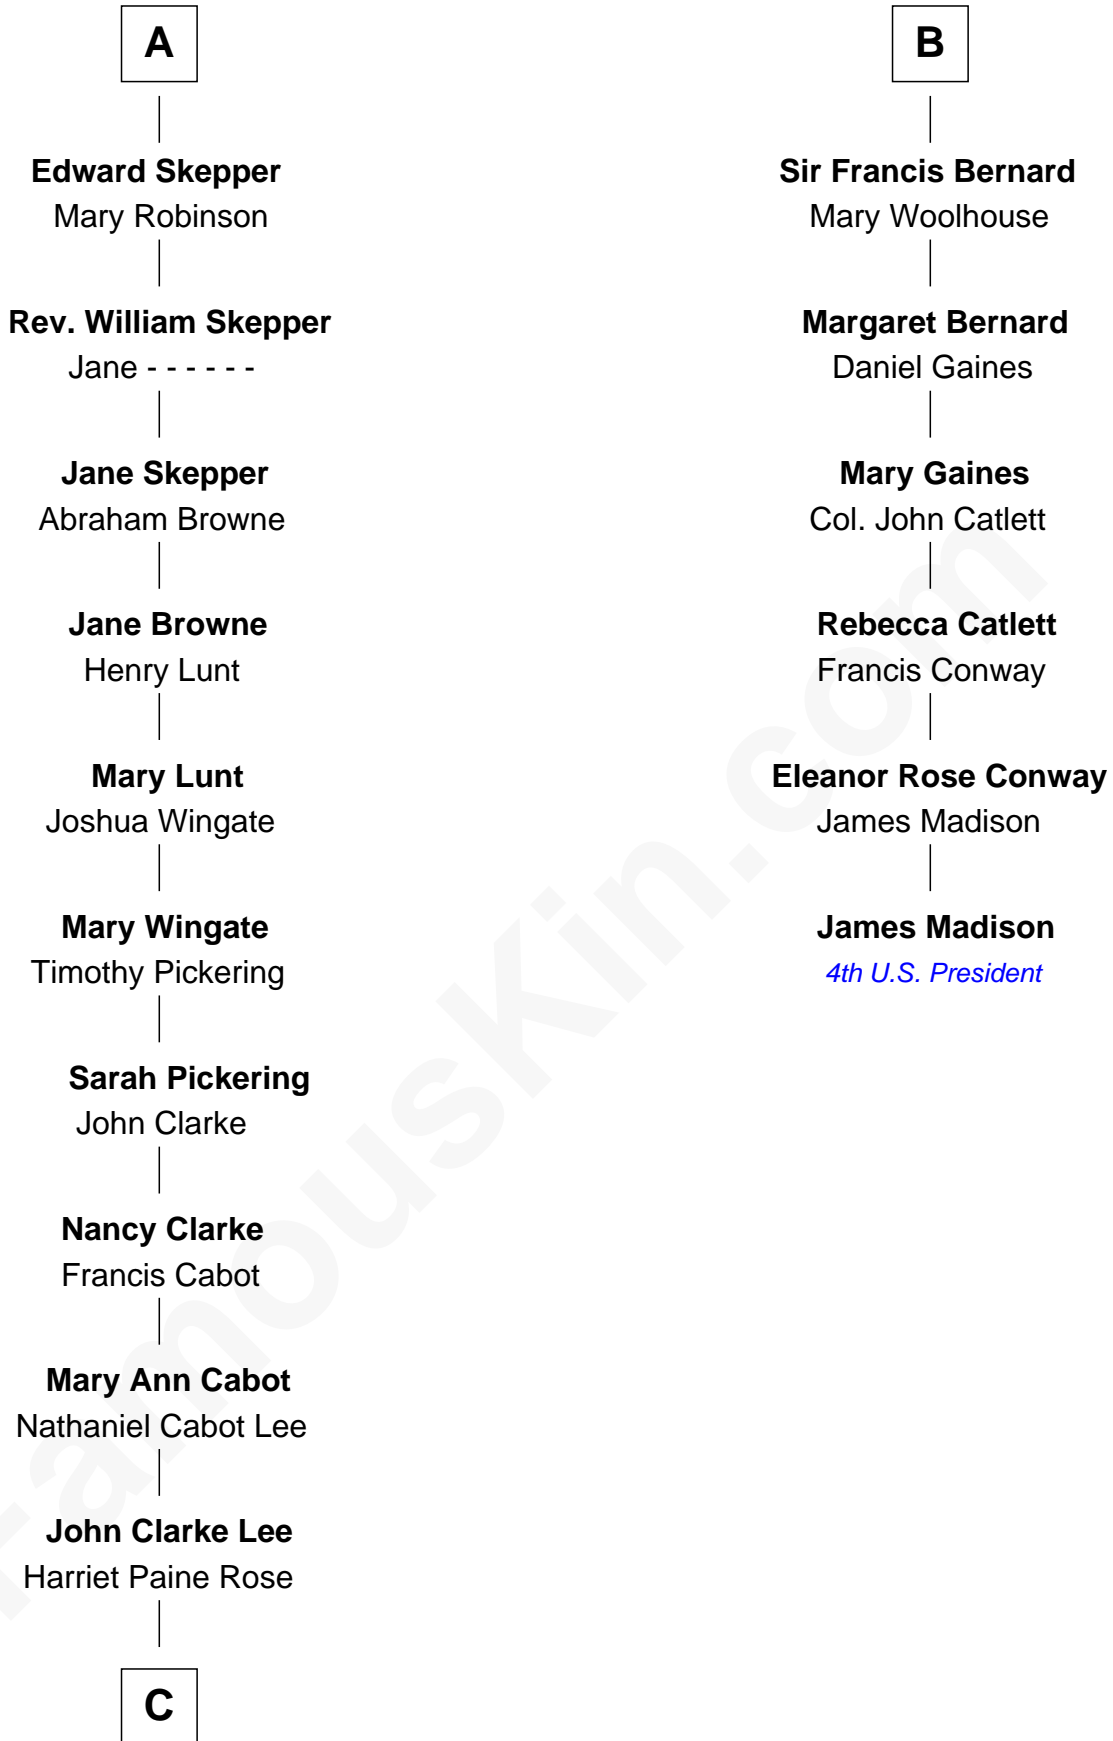 A
Edward Skepper
Mary Robinson
Rev. William Skepper
Jane - - - - - -
Jane Skepper
Abraham Browne
Jane Browne
Henry Lunt
Mary Lunt
Joshua Wingate
Mary Wingate
Timothy Pickering
Sarah Pickering
John Clarke
Nancy Clarke
Francis Cabot
Mary Ann Cabot
Nathaniel Cabot Lee
John Clarke Lee
Harriet Paine Rose
C
B
Sir Francis Bernard
Mary Woolhouse
Margaret Bernard
Daniel Gaines
Mary Gaines
Col. John Catlett
Rebecca Catlett
Francis Conway
Eleanor Rose Conway
James Madison
James Madison
4th U.S. President
FamousKin.com